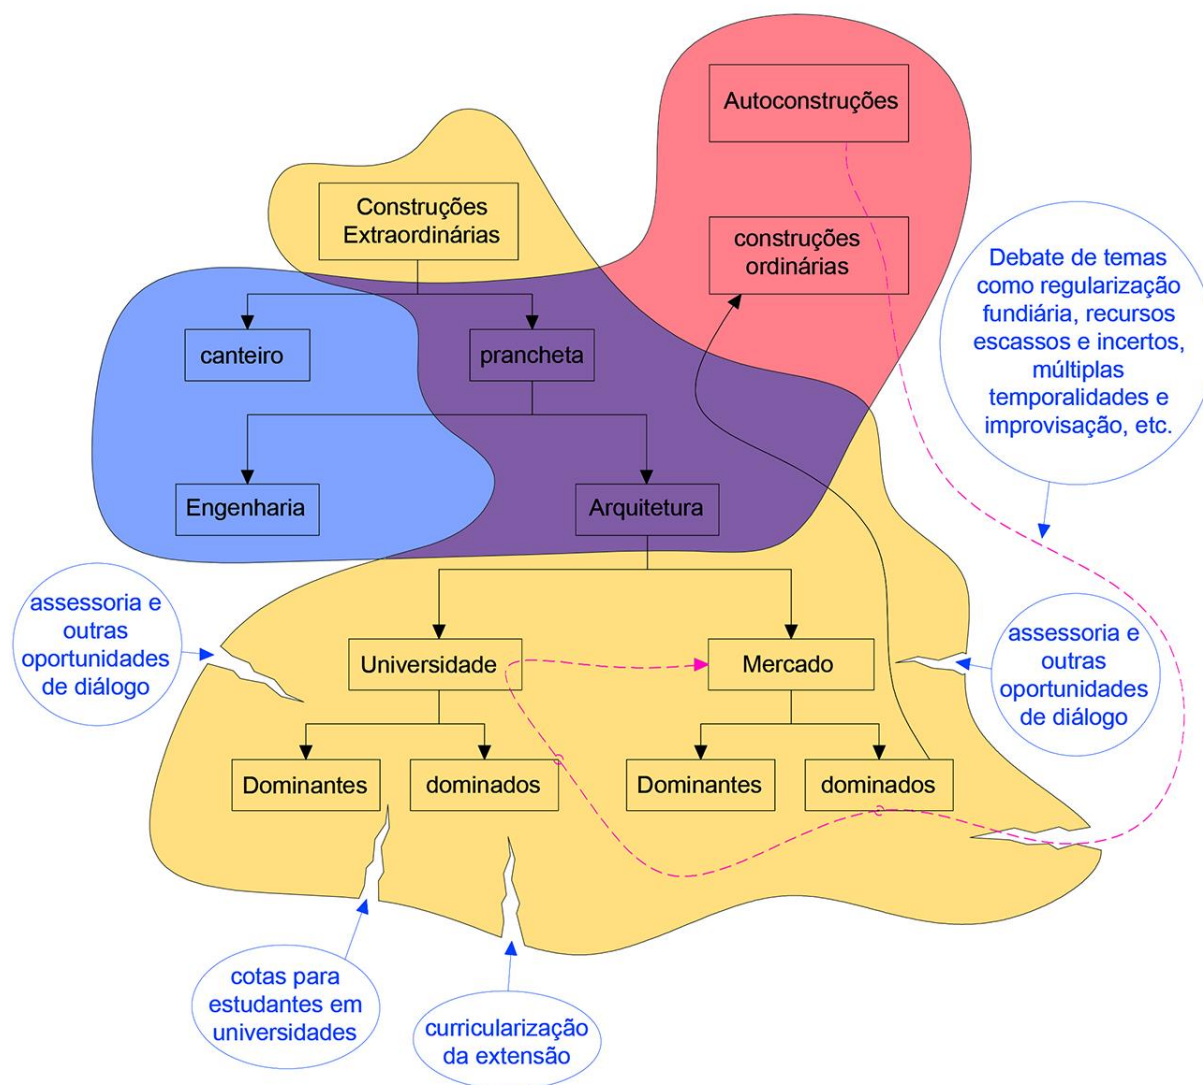 Autoconstruções
Construções
Extraordinárias
construções
ordinárias
Debate de temas
como regularização
fundiária, recursos
escassos e incertos,
múltiplas
temporalidades e
improvisação, etc.
canteiro
prancheta
Engenharia
Arquitetura
assessoria e
outras
oportunidades
de diálogo
Universidade
Mercado
assessoria e
outras
oportunidades
de diálogo
Dominantes
dominados
Dominantes
dominados
cotas para
estudantes em
universidades
curricularização
da extensão